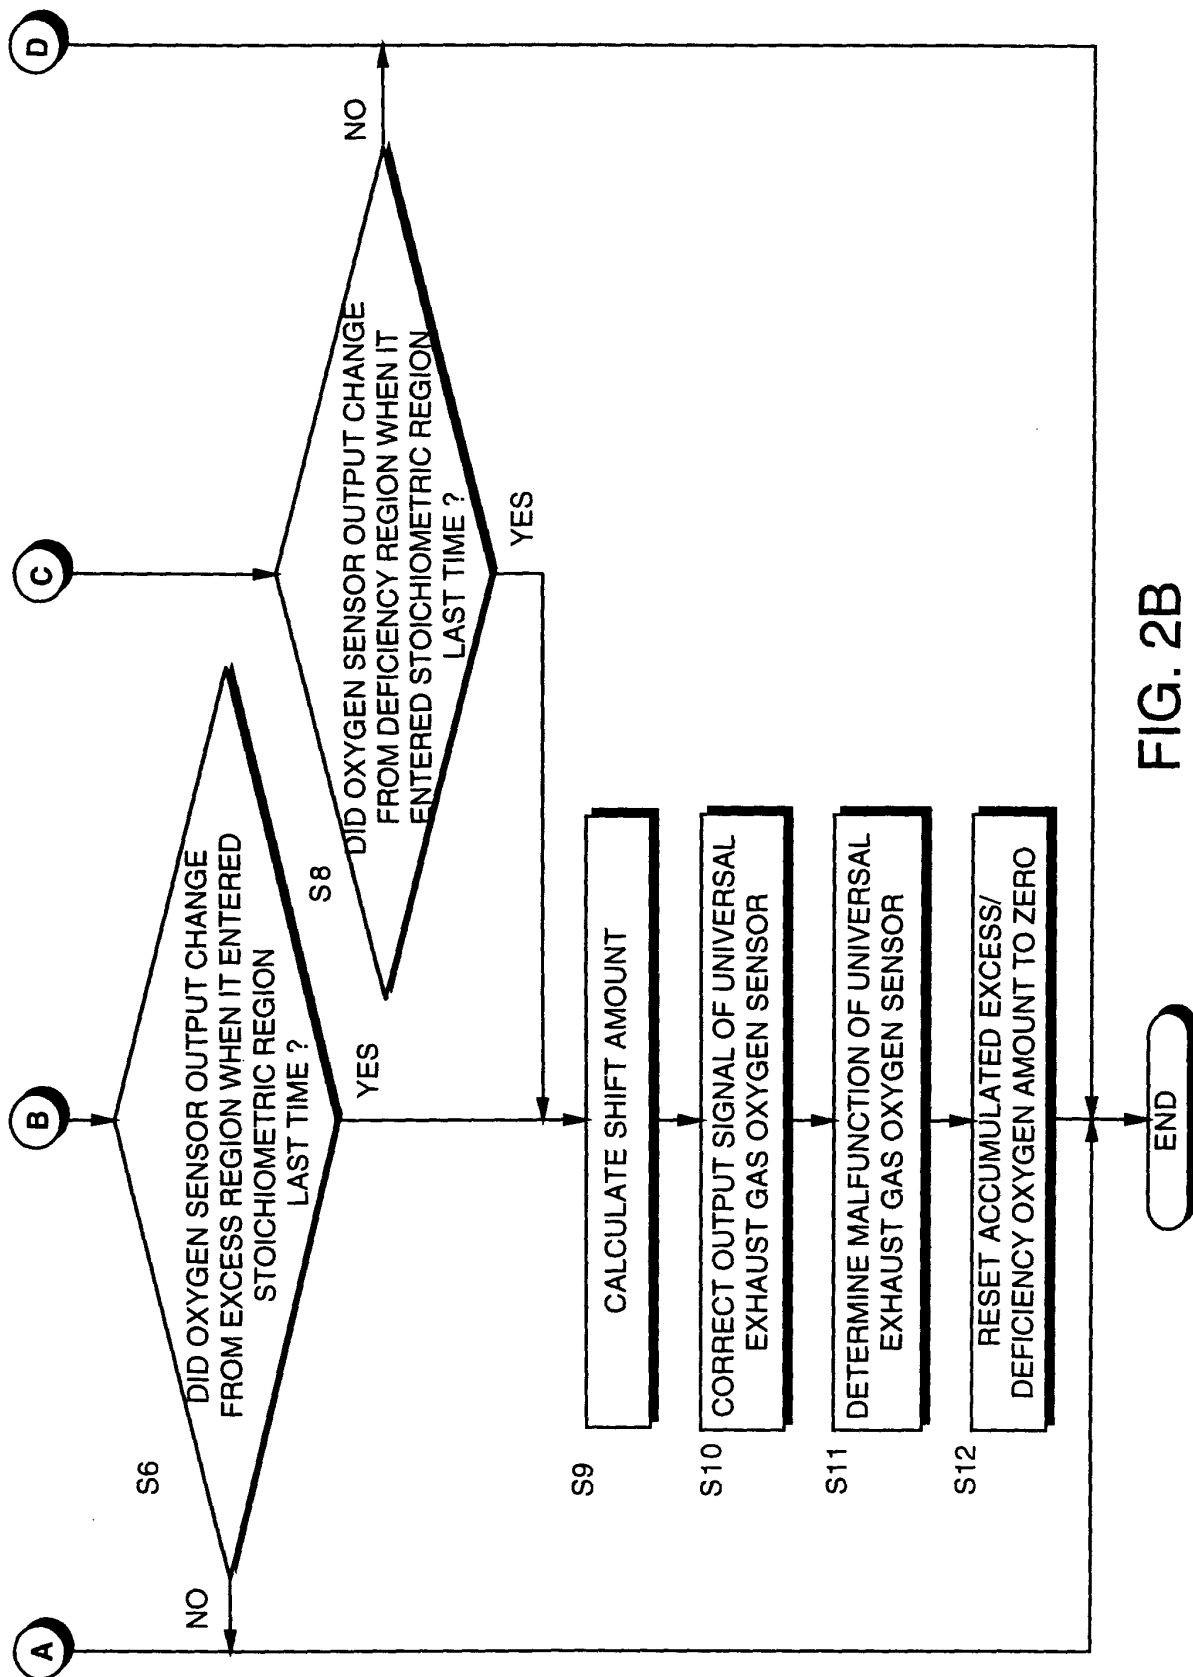 A
B
C
D
S6
DID OXYGEN SENSOR OUTPUT CHANGE
FROM EXCESS REGION WHEN IT ENTERED
STOICHIOMETRIC REGION
LAST TIME ?
NO
YES
S8
DID OXYGEN SENSOR OUTPUT CHANGE
FROM DEFICIENCY REGION WHEN IT
ENTERED STOICHIOMETRIC REGION
LAST TIME ?
NO
YES
S9
CALCULATE SHIFT AMOUNT
S10
CORRECT OUTPUT SIGNAL OF UNIVERSAL
EXHAUST GAS OXYGEN SENSOR
S11
DETERMINE MALFUNCTION OF UNIVERSAL
EXHAUST GAS OXYGEN SENSOR
S12
RESET ACCUMULATED EXCESS/
DEFICIENCY OXYGEN AMOUNT TO ZERO
END
FIG. 2B